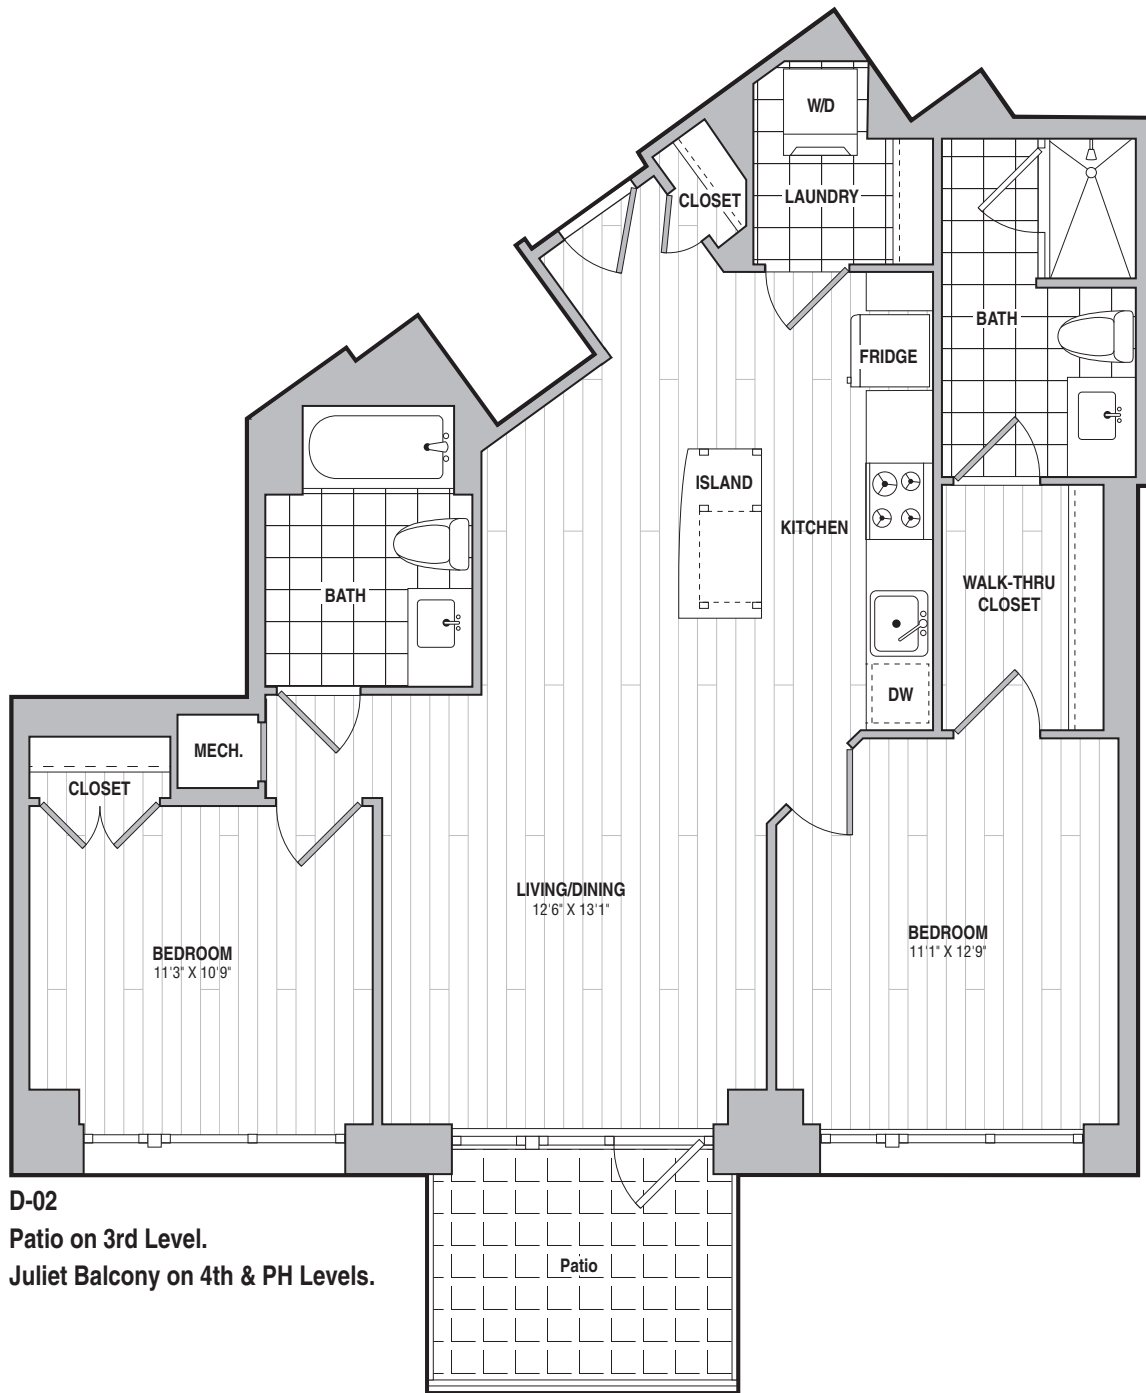 W/D
CLOSET
LAUNDRY
BATH
FRIDGE
ISLAND
KITCHEN
BATH
WALK-THRU
CLOSET
DW
MECH.
CLOSET
LIVING/DINING
12'6" X 13'1"
BEDROOM
11'1" X 12'9"
BEDROOM
11'3" X 10'9"
D-02
Patio on 3rd Level.
Juliet Balcony on 4th & PH Levels.
Patio